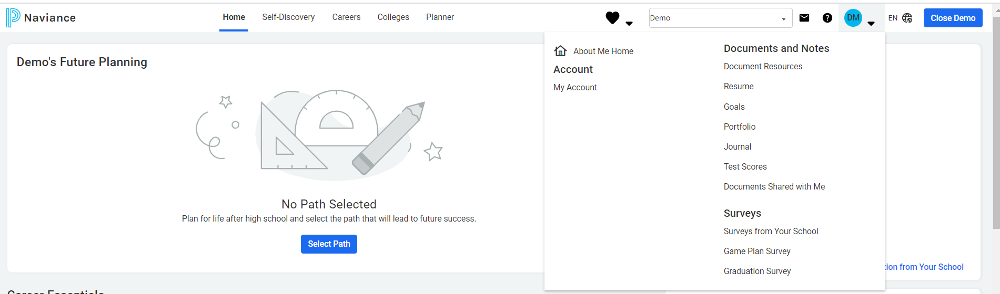 Naviance
Home Self-Discovery Careers Colleges Planner
Demo
DM
EN
Close Demo
Demo's Future Planning
No Path Selected
Plan for life after high school and select the path that will lead to future success.
Select Path
About Me Home
Account
My Account
Documents and Notes
Document Resources
Resume
Goals
Portfolio
Journal
Test Scores
Documents Shared with Me
Surveys
Surveys from Your School
Game Plan Survey
Graduation Survey
from Your School
Career Essentials